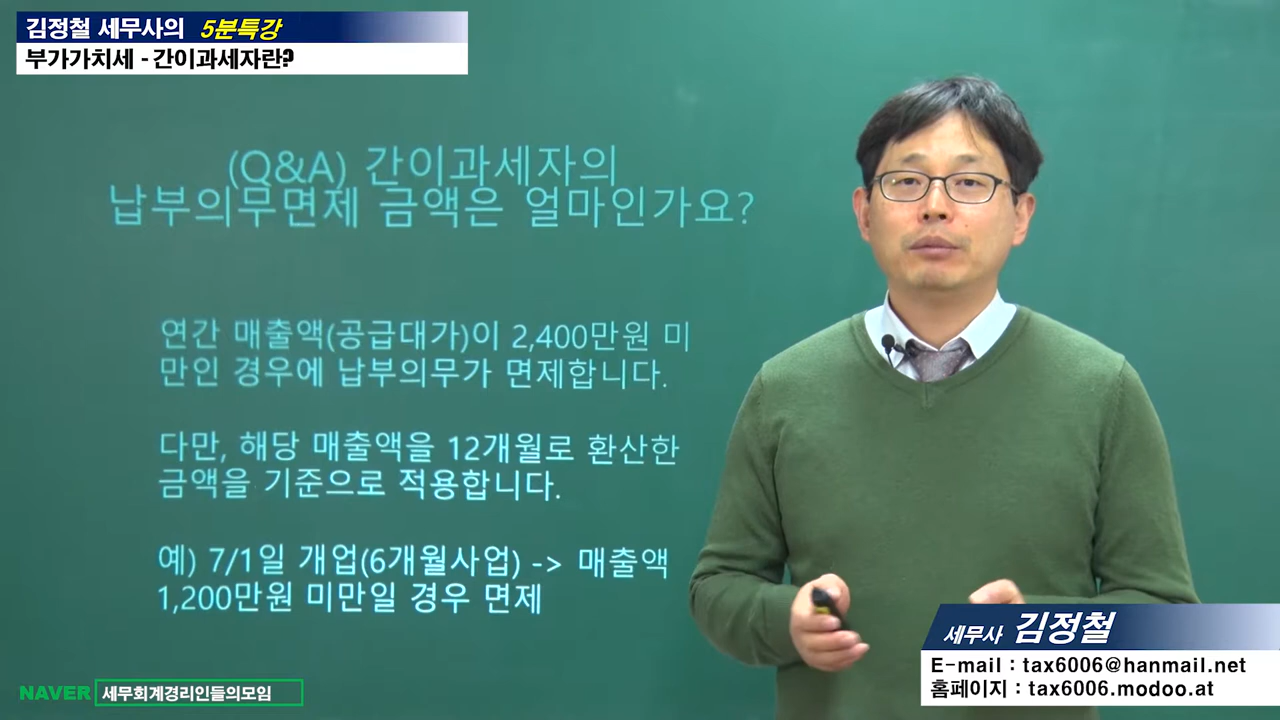 김정철 세무사의 5분특강
부가가치세 - 간이과세자란?
(Q&A) 간이과세자의
납부의무면제 금액은 얼마인가요?
연간 매출액(공급대가)이 2,400만원 미
만인 경우에 납부의무가 면제합니다.
다만, 해당 매출액을 12개월로 환산한
금액을 기준으로 적용합니다.
예) 7/1일 개업(6개월사업) -> 매출액
1,200만원 미만일 경우 면제
세무사 김정철
E-mail : tax6006@hanmail.net
홈페이지 : tax6006.modoo.at
NAVER 세무회계경리인들의모임